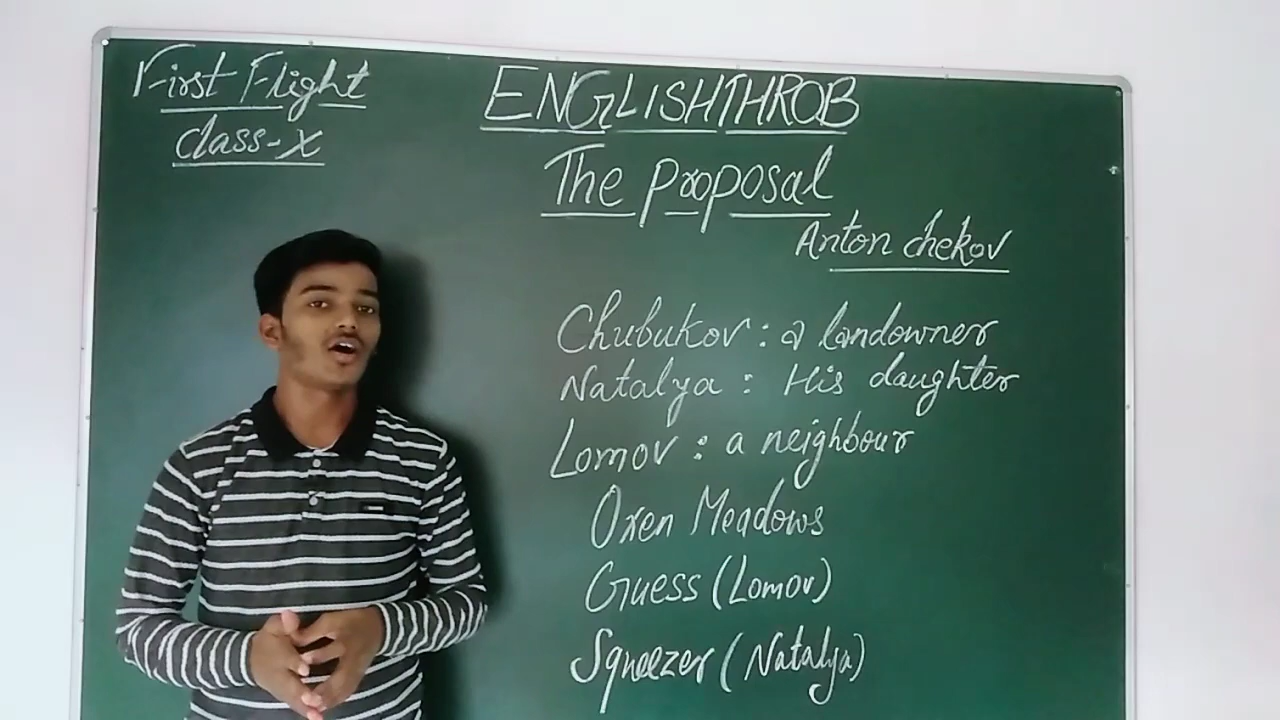 First Flight
class-X
ENGLISHTHROB
The Proposal
Anton chekov
Chubukov : a landowner
Natalya : His daughter
Lomov : a neighbour
Oxen Meadows
Guess (Lomov)
Squeezer (Natalya)